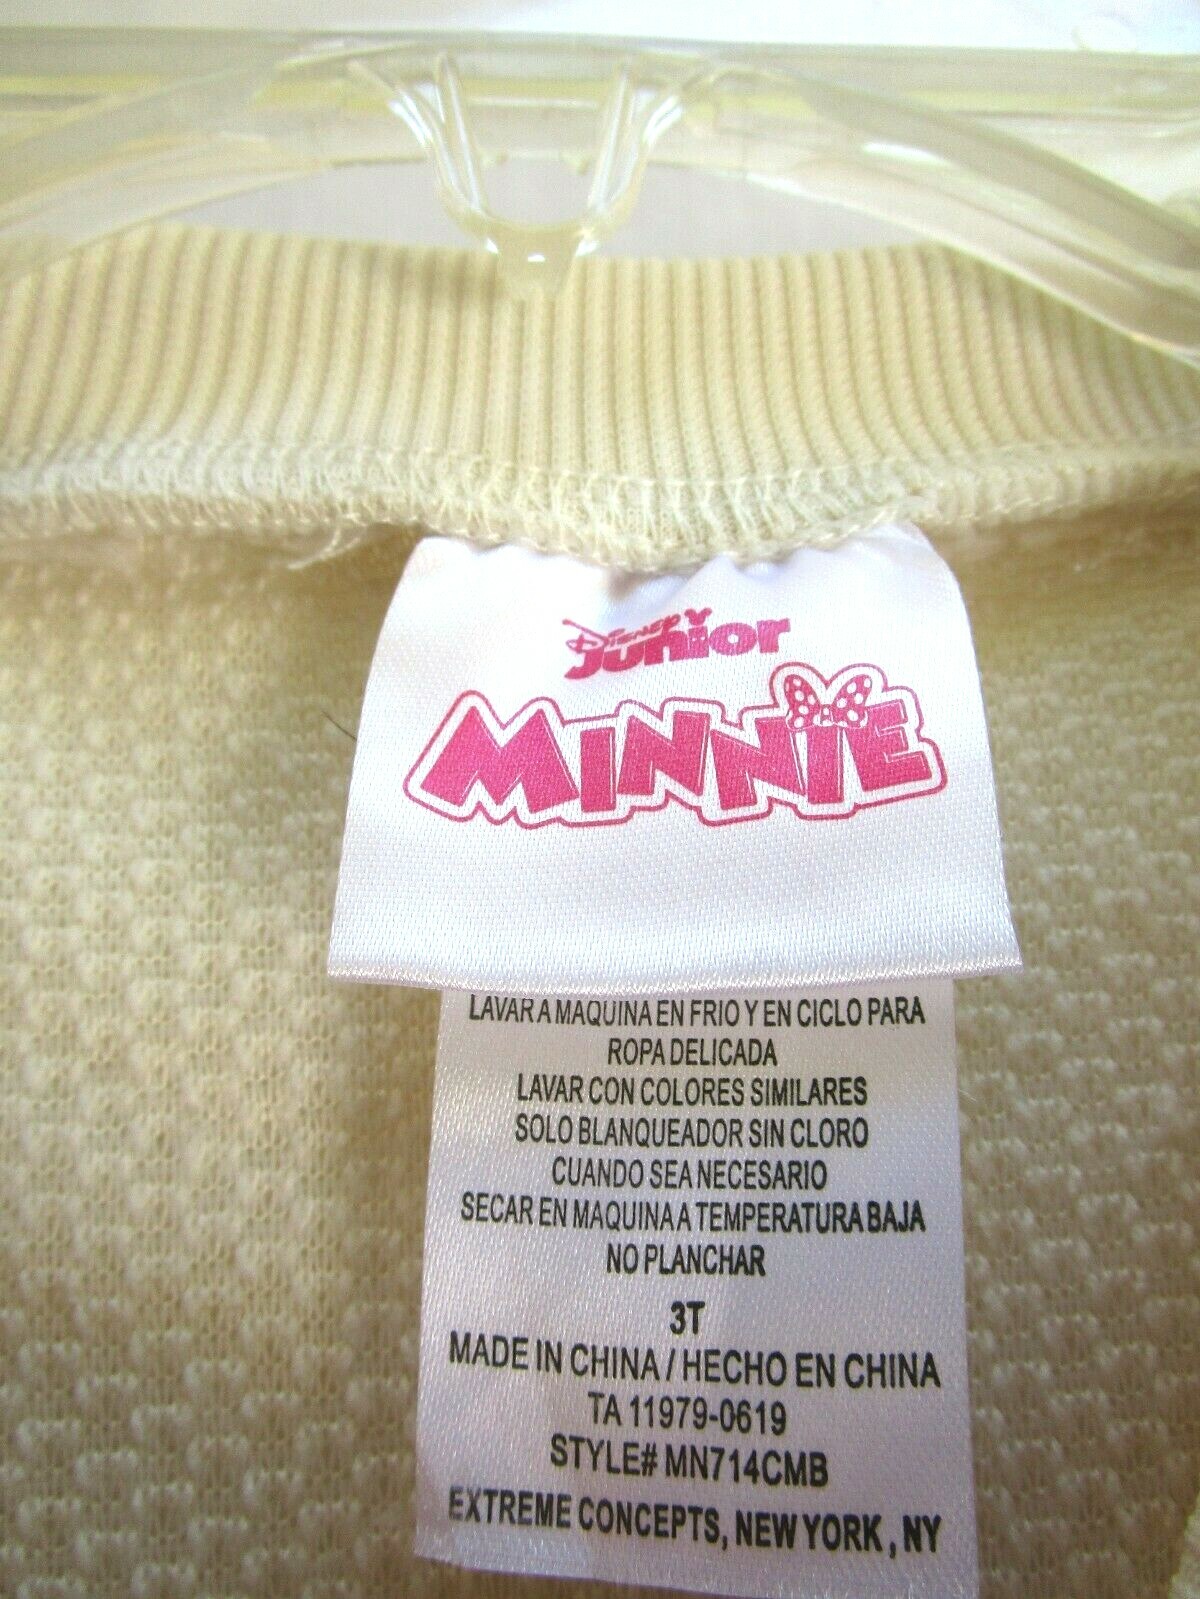 Disney
Junior
MINNIE
LAVAR A MAQUINA EN FRIO Y EN CICLO PARA
ROPA DELICADA
LAVAR CON COLORES SIMILARES
SOLO BLANQUEADOR SIN CLORO
CUANDO SEA NECESARIO
SECAR EN MAQUINA A TEMPERATURA BAJA
NO PLANCHAR
3T
MADE IN CHINA / HECHO EN CHINA
TA 11979-0619
STYLE# MN714CMB
EXTREME CONCEPTS, NEW YORK, NY